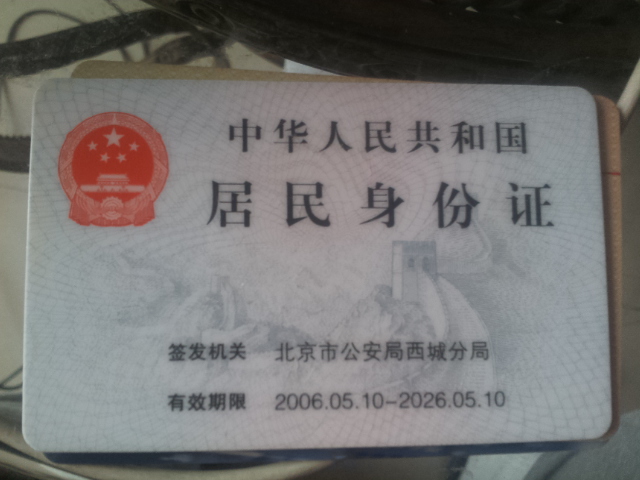 中华人民共和国
居民身份证
签发机关 北京市公安局西城分局
有效期限 2006.05.10-2026.05.10